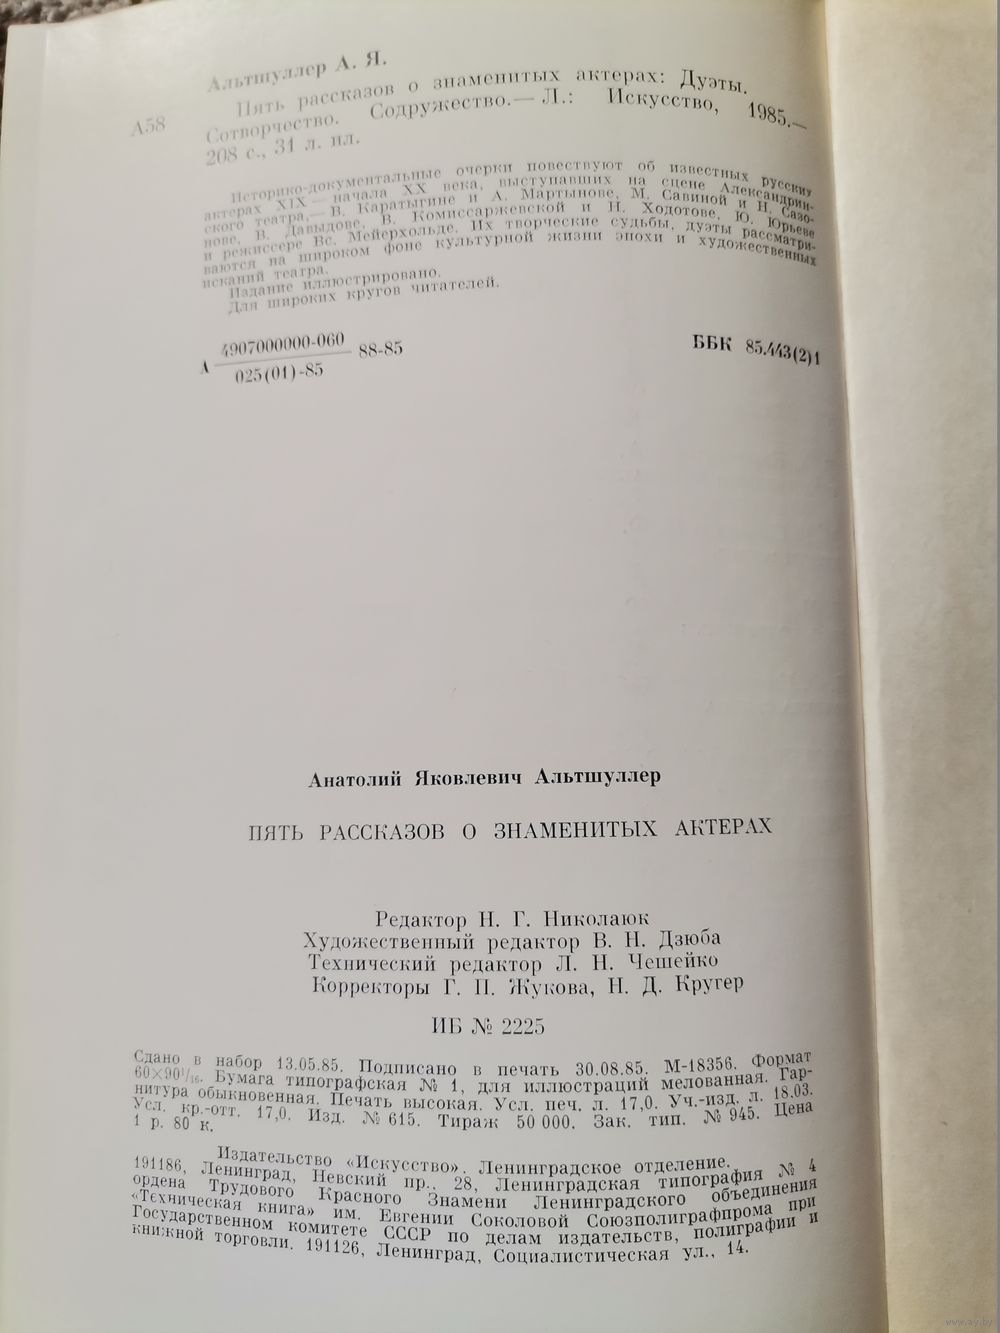 Альтшуллер А. Я.
А58
Пять рассказов о знаменитых актерах: Дуэты.
Сотворчество. Содружество.— Л.: Искусство, 1985.—
208 с., 31 л. ил.
Историко-документальные очерки повествуют об известных русских
актерах XIX — начала XX века, выступавших на сцене Александрин-
ского театра,— В. Каратыгине и А. Мартынове, М. Савиной и Н. Сазо-
нове, В. Давыдове, В. Комиссаржевской и Н. Ходотове, Ю. Юрьеве
и режиссере Вс. Мейерхольде. Их творческие судьбы, дуэты рассматри-
ваются на широком фоне культурной жизни эпохи и художественных
исканий театра.
Издание иллюстрировано.
Для широких кругов читателей.
А 4907000000-060
025(01)-85
88-85
ББК 85.443(2)1
Анатолий Яковлевич Альтшуллер
ПЯТЬ РАССКАЗОВ О ЗНАМЕНИТЫХ АКТЕРАХ
Редактор Н. Г. Николаюк
Художественный редактор В. Н. Дзюба
Технический редактор Л. Н. Чешейко
Корректоры Г. П. Жукова, Н. Д. Кругер
ИБ № 2225
Сдано в набор 13.05.85. Подписано в печать 30.08.85. М-18356. Формат
60×90¹/₁₆. Бумага типографская № 1, для иллюстраций мелованная. Гар-
нитура обыкновенная. Печать высокая. Усл. печ. л. 17,0. Уч.-изд. л. 18.03.
Усл. кр.-отт. 17,0. Изд. № 615. Тираж 50 000. Зак. тип. № 945. Цена
1 р. 80 к.
Издательство «Искусство». Ленинградское отделение.
191186, Ленинград, Невский пр., 28, Ленинградская типография № 4
ордена Трудового Красного Знамени Ленинградского объединения
«Техническая книга» им. Евгении Соколовой Союзполиграфпрома при
Государственном комитете СССР по делам издательств, полиграфии и
книжной торговли. 191126, Ленинград, Социалистическая ул., 14.
www.ay.by